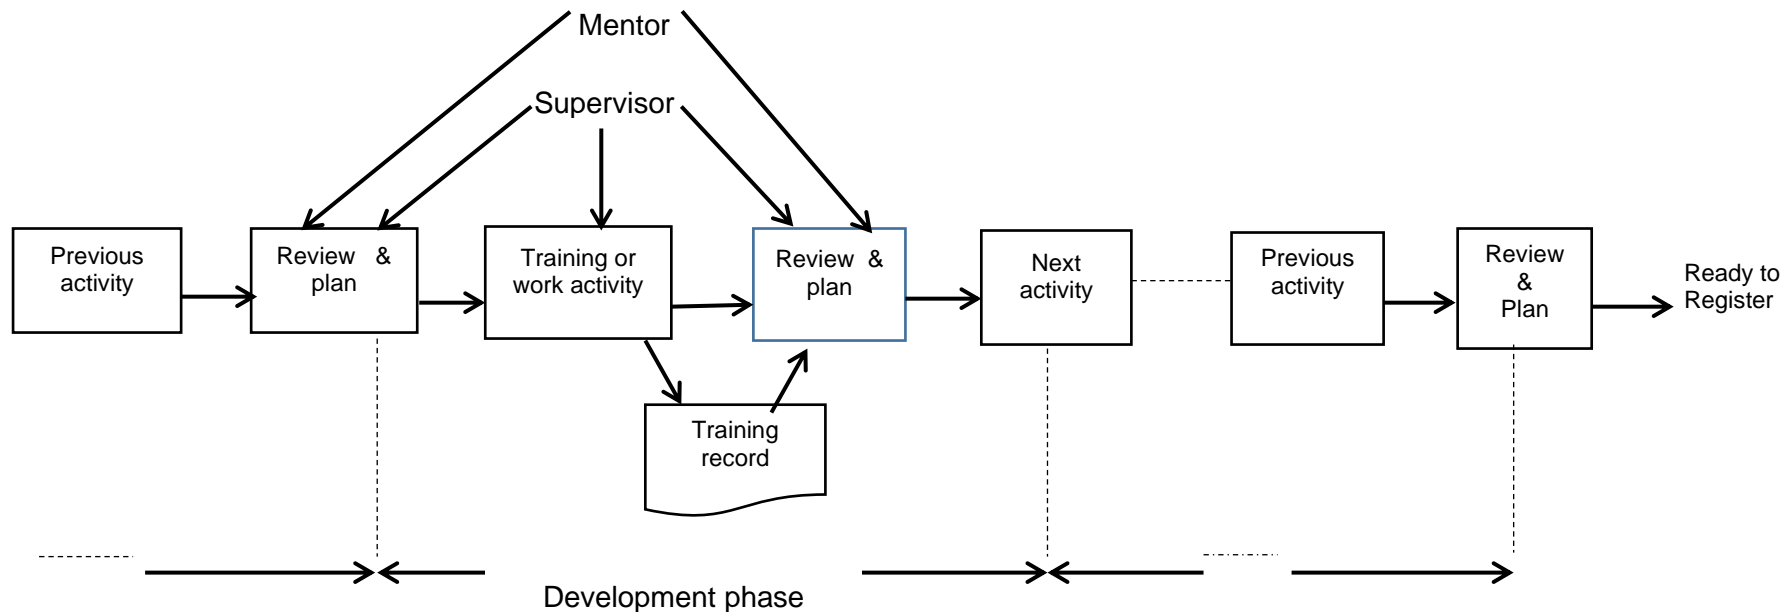 Mentor
Supervisor
Previous
activity
Review & 
plan
Training or
work activity
Review &
plan
Next
activity
Previous
activity
Review
&
Plan
Ready to
Register
Training
record
Development phase